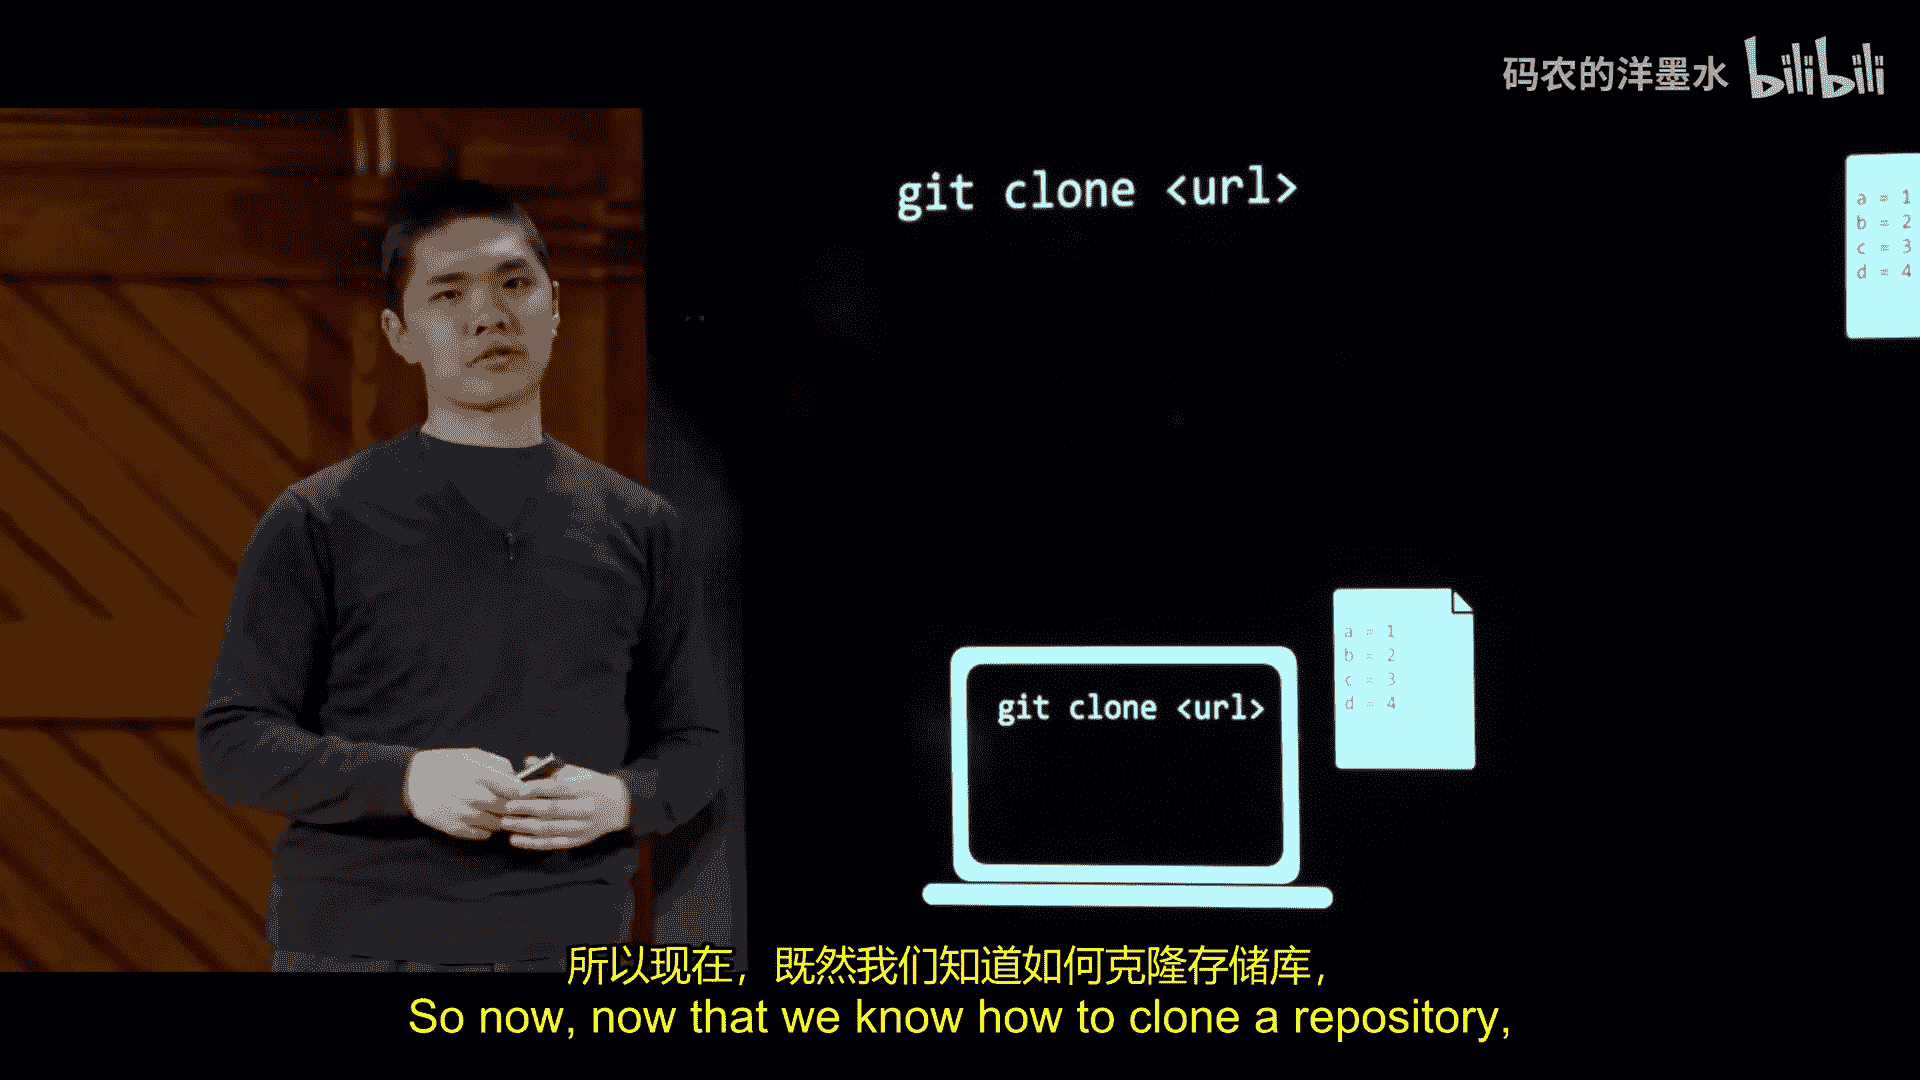 码农的洋墨水 bilibili
git clone <url>
a = 1
b = 2
c = 3
d = 4
a = 1
b = 2
c = 3
d = 4
git clone <url>
所以现在，既然我们知道如何克隆存储库，
So now, now that we know how to clone a repository,